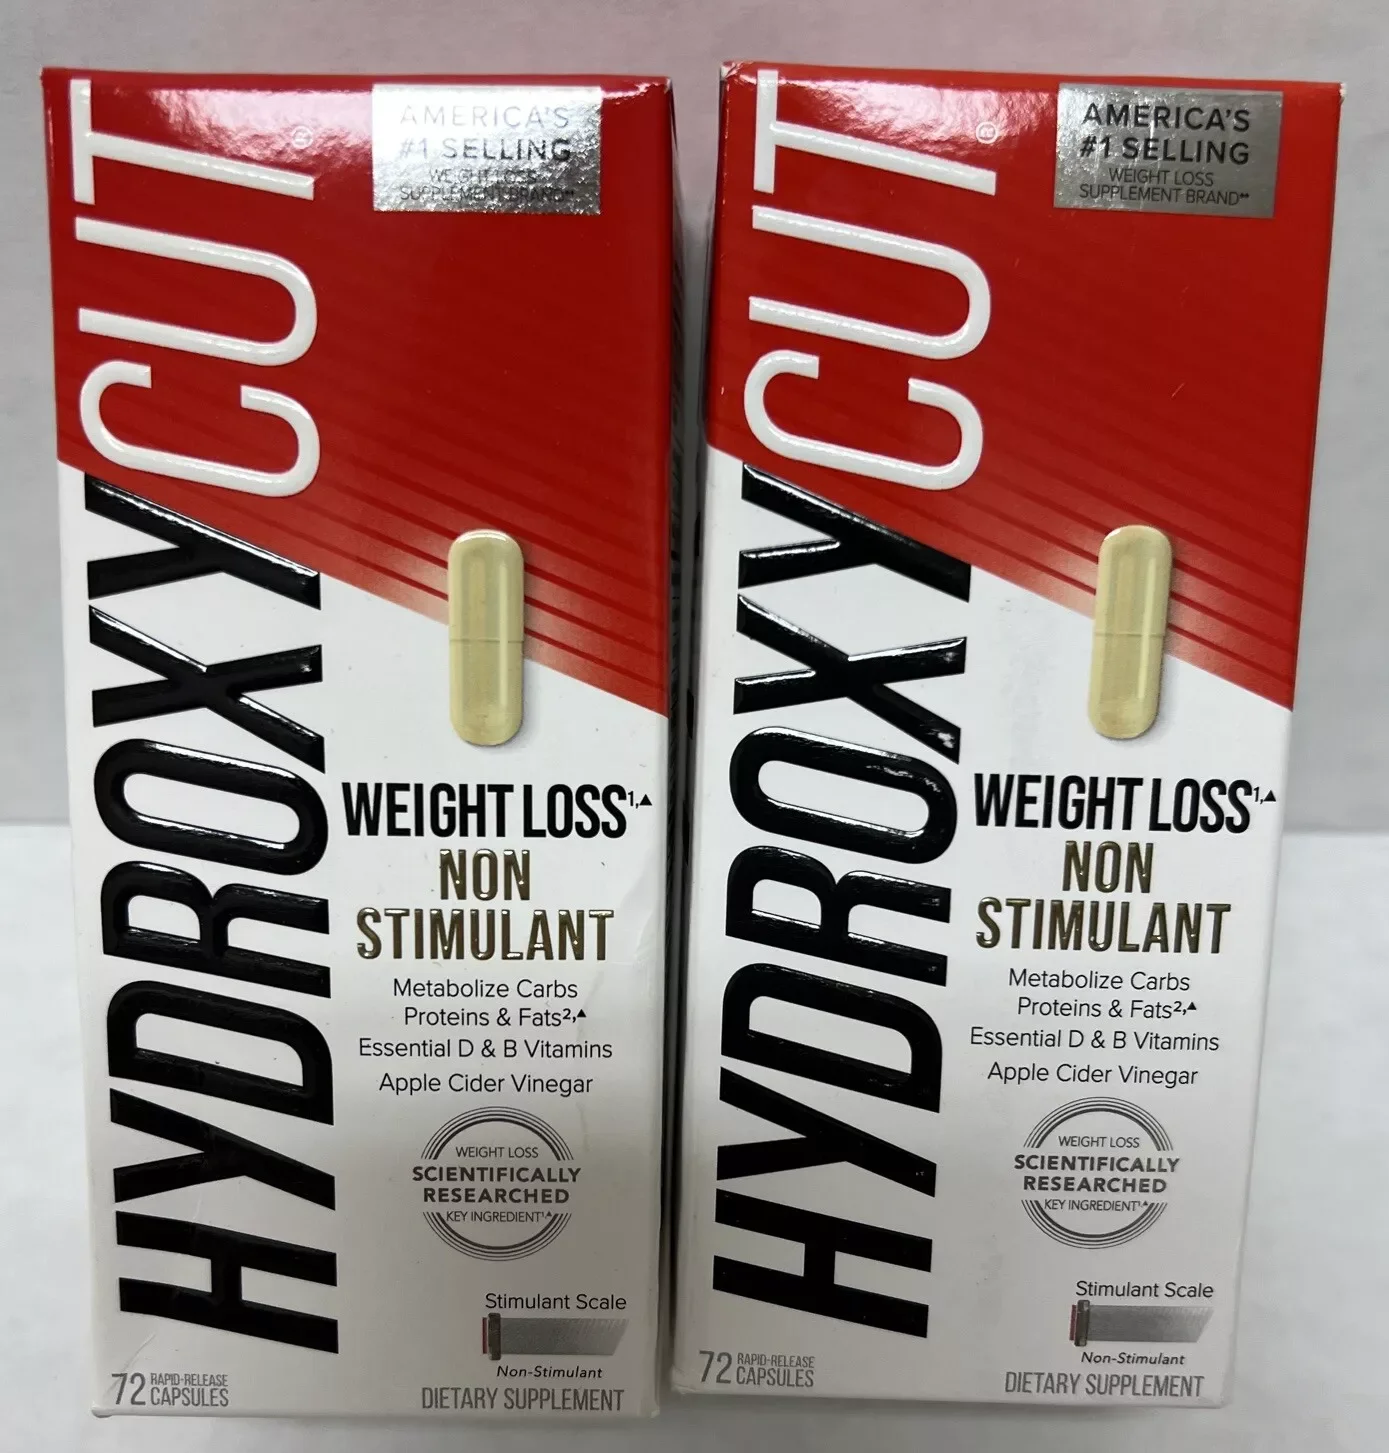 HYDROXYCUT®
AMERICA'S
#1 SELLING
WEIGHT LOSS
SUPPLEMENT BRAND**
WEIGHT LOSS¹,▲
NON
STIMULANT
Metabolize Carbs
Proteins & Fats²,▲
Essential D & B Vitamins
Apple Cider Vinegar
WEIGHT LOSS
SCIENTIFICALLY
RESEARCHED
KEY INGREDIENT¹▲
Stimulant Scale
Non-Stimulant
72 RAPID-RELEASE
CAPSULES
DIETARY SUPPLEMENT
HYDROXYCUT®
AMERICA'S
#1 SELLING
WEIGHT LOSS
SUPPLEMENT BRAND**
WEIGHT LOSS¹,▲
NON
STIMULANT
Metabolize Carbs
Proteins & Fats²,▲
Essential D & B Vitamins
Apple Cider Vinegar
WEIGHT LOSS
SCIENTIFICALLY
RESEARCHED
KEY INGREDIENT¹▲
Stimulant Scale
Non-Stimulant
72 RAPID-RELEASE
CAPSULES
DIETARY SUPPLEMENT